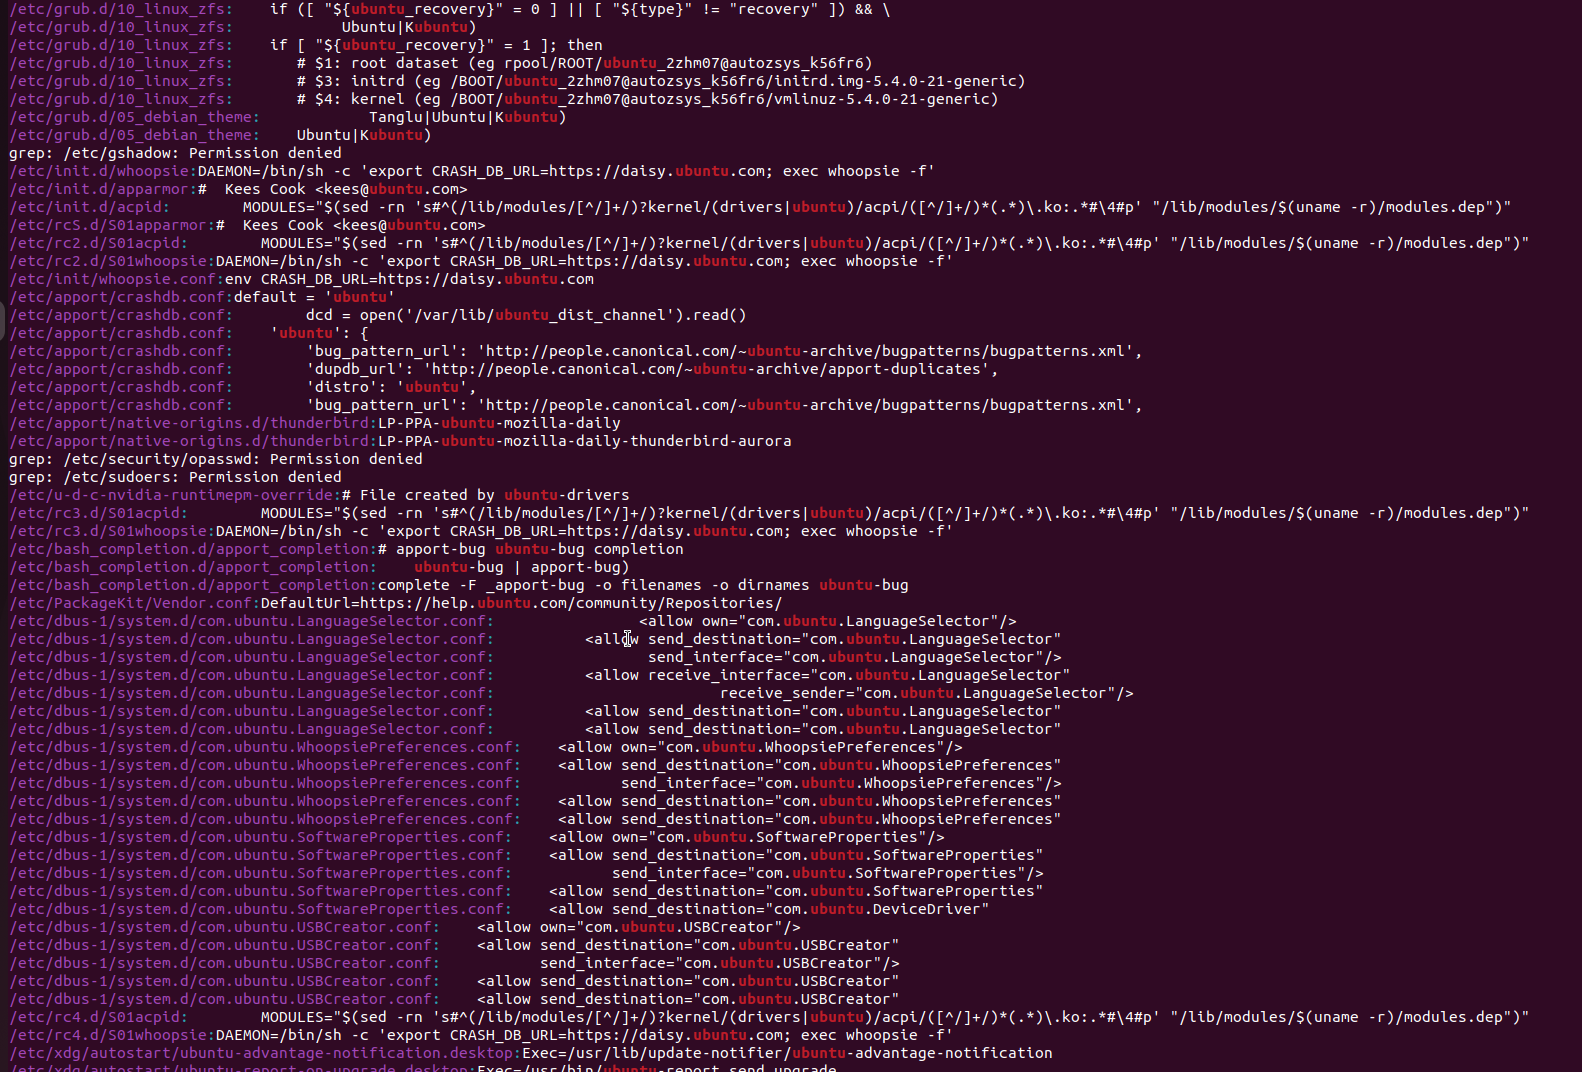 /etc/grub.d/10_linux_zfs:    if ([ "${ubuntu_recovery}" = 0 ] || [ "${type}" != "recovery" ]) && \
/etc/grub.d/10_linux_zfs:            Ubuntu|Kubuntu)
/etc/grub.d/10_linux_zfs:    if [ "${ubuntu_recovery}" = 1 ]; then
/etc/grub.d/10_linux_zfs:       # $1: root dataset (eg rpool/ROOT/ubuntu_2zhm07@autozsys_k56fr6)
/etc/grub.d/10_linux_zfs:       # $3: initrd (eg /BOOT/ubuntu_2zhm07@autozsys_k56fr6/initrd.img-5.4.0-21-generic)
/etc/grub.d/10_linux_zfs:       # $4: kernel (eg /BOOT/ubuntu_2zhm07@autozsys_k56fr6/vmlinuz-5.4.0-21-generic)
/etc/grub.d/05_debian_theme:            Tanglu|Ubuntu|Kubuntu)
/etc/grub.d/05_debian_theme:    Ubuntu|Kubuntu)
grep: /etc/gshadow: Permission denied
/etc/init.d/whoopsie:DAEMON=/bin/sh -c 'export CRASH_DB_URL=https://daisy.ubuntu.com; exec whoopsie -f'
/etc/init.d/apparmor:#  Kees Cook <kees@ubuntu.com>
/etc/init.d/acpid:        MODULES="$(sed -rn 's#^(/lib/modules/[^/]+/)?kernel/(drivers|ubuntu)/acpi/([^/]+/)*(.*)\.ko:.*#\4#p' "/lib/modules/$(uname -r)/modules.dep")"
/etc/rcS.d/S01apparmor:#  Kees Cook <kees@ubuntu.com>
/etc/rc2.d/S01acpid:        MODULES="$(sed -rn 's#^(/lib/modules/[^/]+/)?kernel/(drivers|ubuntu)/acpi/([^/]+/)*(.*)\.ko:.*#\4#p' "/lib/modules/$(uname -r)/modules.dep")"
/etc/rc2.d/S01whoopsie:DAEMON=/bin/sh -c 'export CRASH_DB_URL=https://daisy.ubuntu.com; exec whoopsie -f'
/etc/init/whoopsie.conf:env CRASH_DB_URL=https://daisy.ubuntu.com
/etc/apport/crashdb.conf:default = 'ubuntu'
/etc/apport/crashdb.conf:        dcd = open('/var/lib/ubuntu_dist_channel').read()
/etc/apport/crashdb.conf:    'ubuntu': {
/etc/apport/crashdb.conf:        'bug_pattern_url': 'http://people.canonical.com/~ubuntu-archive/bugpatterns/bugpatterns.xml',
/etc/apport/crashdb.conf:        'dupdb_url': 'http://people.canonical.com/~ubuntu-archive/apport-duplicates',
/etc/apport/crashdb.conf:        'distro': 'ubuntu',
/etc/apport/crashdb.conf:        'bug_pattern_url': 'http://people.canonical.com/~ubuntu-archive/bugpatterns/bugpatterns.xml',
/etc/apport/native-origins.d/thunderbird:LP-PPA-ubuntu-mozilla-daily
/etc/apport/native-origins.d/thunderbird:LP-PPA-ubuntu-mozilla-daily-thunderbird-aurora
grep: /etc/security/opasswd: Permission denied
grep: /etc/sudoers: Permission denied
/etc/u-d-c-nvidia-runtimepm-override:# File created by ubuntu-drivers
/etc/rc3.d/S01acpid:        MODULES="$(sed -rn 's#^(/lib/modules/[^/]+/)?kernel/(drivers|ubuntu)/acpi/([^/]+/)*(.*)\.ko:.*#\4#p' "/lib/modules/$(uname -r)/modules.dep")"
/etc/rc3.d/S01whoopsie:DAEMON=/bin/sh -c 'export CRASH_DB_URL=https://daisy.ubuntu.com; exec whoopsie -f'
/etc/bash_completion.d/apport_completion:# apport-bug ubuntu-bug completion
/etc/bash_completion.d/apport_completion:    ubuntu-bug | apport-bug)
/etc/bash_completion.d/apport_completion:complete -F _apport-bug -o filenames -o dirnames ubuntu-bug
/etc/PackageKit/Vendor.conf:DefaultUrl=https://help.ubuntu.com/community/Repositories/
/etc/dbus-1/system.d/com.ubuntu.LanguageSelector.conf:                <allow own="com.ubuntu.LanguageSelector"/>
/etc/dbus-1/system.d/com.ubuntu.LanguageSelector.conf:          <allow send_destination="com.ubuntu.LanguageSelector"
/etc/dbus-1/system.d/com.ubuntu.LanguageSelector.conf:                 send_interface="com.ubuntu.LanguageSelector"/>
/etc/dbus-1/system.d/com.ubuntu.LanguageSelector.conf:          <allow receive_interface="com.ubuntu.LanguageSelector"
/etc/dbus-1/system.d/com.ubuntu.LanguageSelector.conf:                         receive_sender="com.ubuntu.LanguageSelector"/>
/etc/dbus-1/system.d/com.ubuntu.LanguageSelector.conf:          <allow send_destination="com.ubuntu.LanguageSelector"
/etc/dbus-1/system.d/com.ubuntu.LanguageSelector.conf:          <allow send_destination="com.ubuntu.LanguageSelector"
/etc/dbus-1/system.d/com.ubuntu.WhoopsiePreferences.conf:    <allow own="com.ubuntu.WhoopsiePreferences"/>
/etc/dbus-1/system.d/com.ubuntu.WhoopsiePreferences.conf:    <allow send_destination="com.ubuntu.WhoopsiePreferences"
/etc/dbus-1/system.d/com.ubuntu.WhoopsiePreferences.conf:           send_interface="com.ubuntu.WhoopsiePreferences"/>
/etc/dbus-1/system.d/com.ubuntu.WhoopsiePreferences.conf:    <allow send_destination="com.ubuntu.WhoopsiePreferences"
/etc/dbus-1/system.d/com.ubuntu.WhoopsiePreferences.conf:    <allow send_destination="com.ubuntu.WhoopsiePreferences"
/etc/dbus-1/system.d/com.ubuntu.SoftwareProperties.conf:    <allow own="com.ubuntu.SoftwareProperties"/>
/etc/dbus-1/system.d/com.ubuntu.SoftwareProperties.conf:    <allow send_destination="com.ubuntu.SoftwareProperties"
/etc/dbus-1/system.d/com.ubuntu.SoftwareProperties.conf:           send_interface="com.ubuntu.SoftwareProperties"/>
/etc/dbus-1/system.d/com.ubuntu.SoftwareProperties.conf:    <allow send_destination="com.ubuntu.SoftwareProperties"
/etc/dbus-1/system.d/com.ubuntu.SoftwareProperties.conf:    <allow send_destination="com.ubuntu.DeviceDriver"
/etc/dbus-1/system.d/com.ubuntu.USBCreator.conf:    <allow own="com.ubuntu.USBCreator"/>
/etc/dbus-1/system.d/com.ubuntu.USBCreator.conf:    <allow send_destination="com.ubuntu.USBCreator"
/etc/dbus-1/system.d/com.ubuntu.USBCreator.conf:           send_interface="com.ubuntu.USBCreator"/>
/etc/dbus-1/system.d/com.ubuntu.USBCreator.conf:    <allow send_destination="com.ubuntu.USBCreator"
/etc/dbus-1/system.d/com.ubuntu.USBCreator.conf:    <allow send_destination="com.ubuntu.USBCreator"
/etc/rc4.d/S01acpid:        MODULES="$(sed -rn 's#^(/lib/modules/[^/]+/)?kernel/(drivers|ubuntu)/acpi/([^/]+/)*(.*)\.ko:.*#\4#p' "/lib/modules/$(uname -r)/modules.dep")"
/etc/rc4.d/S01whoopsie:DAEMON=/bin/sh -c 'export CRASH_DB_URL=https://daisy.ubuntu.com; exec whoopsie -f'
/etc/xdg/autostart/ubuntu-advantage-notification.desktop:Exec=/usr/lib/update-notifier/ubuntu-advantage-notification
/etc/xdg/autostart/ubuntu-report-on-upgrade.desktop:Exec=/usr/bin/ubuntu-report send upgrade